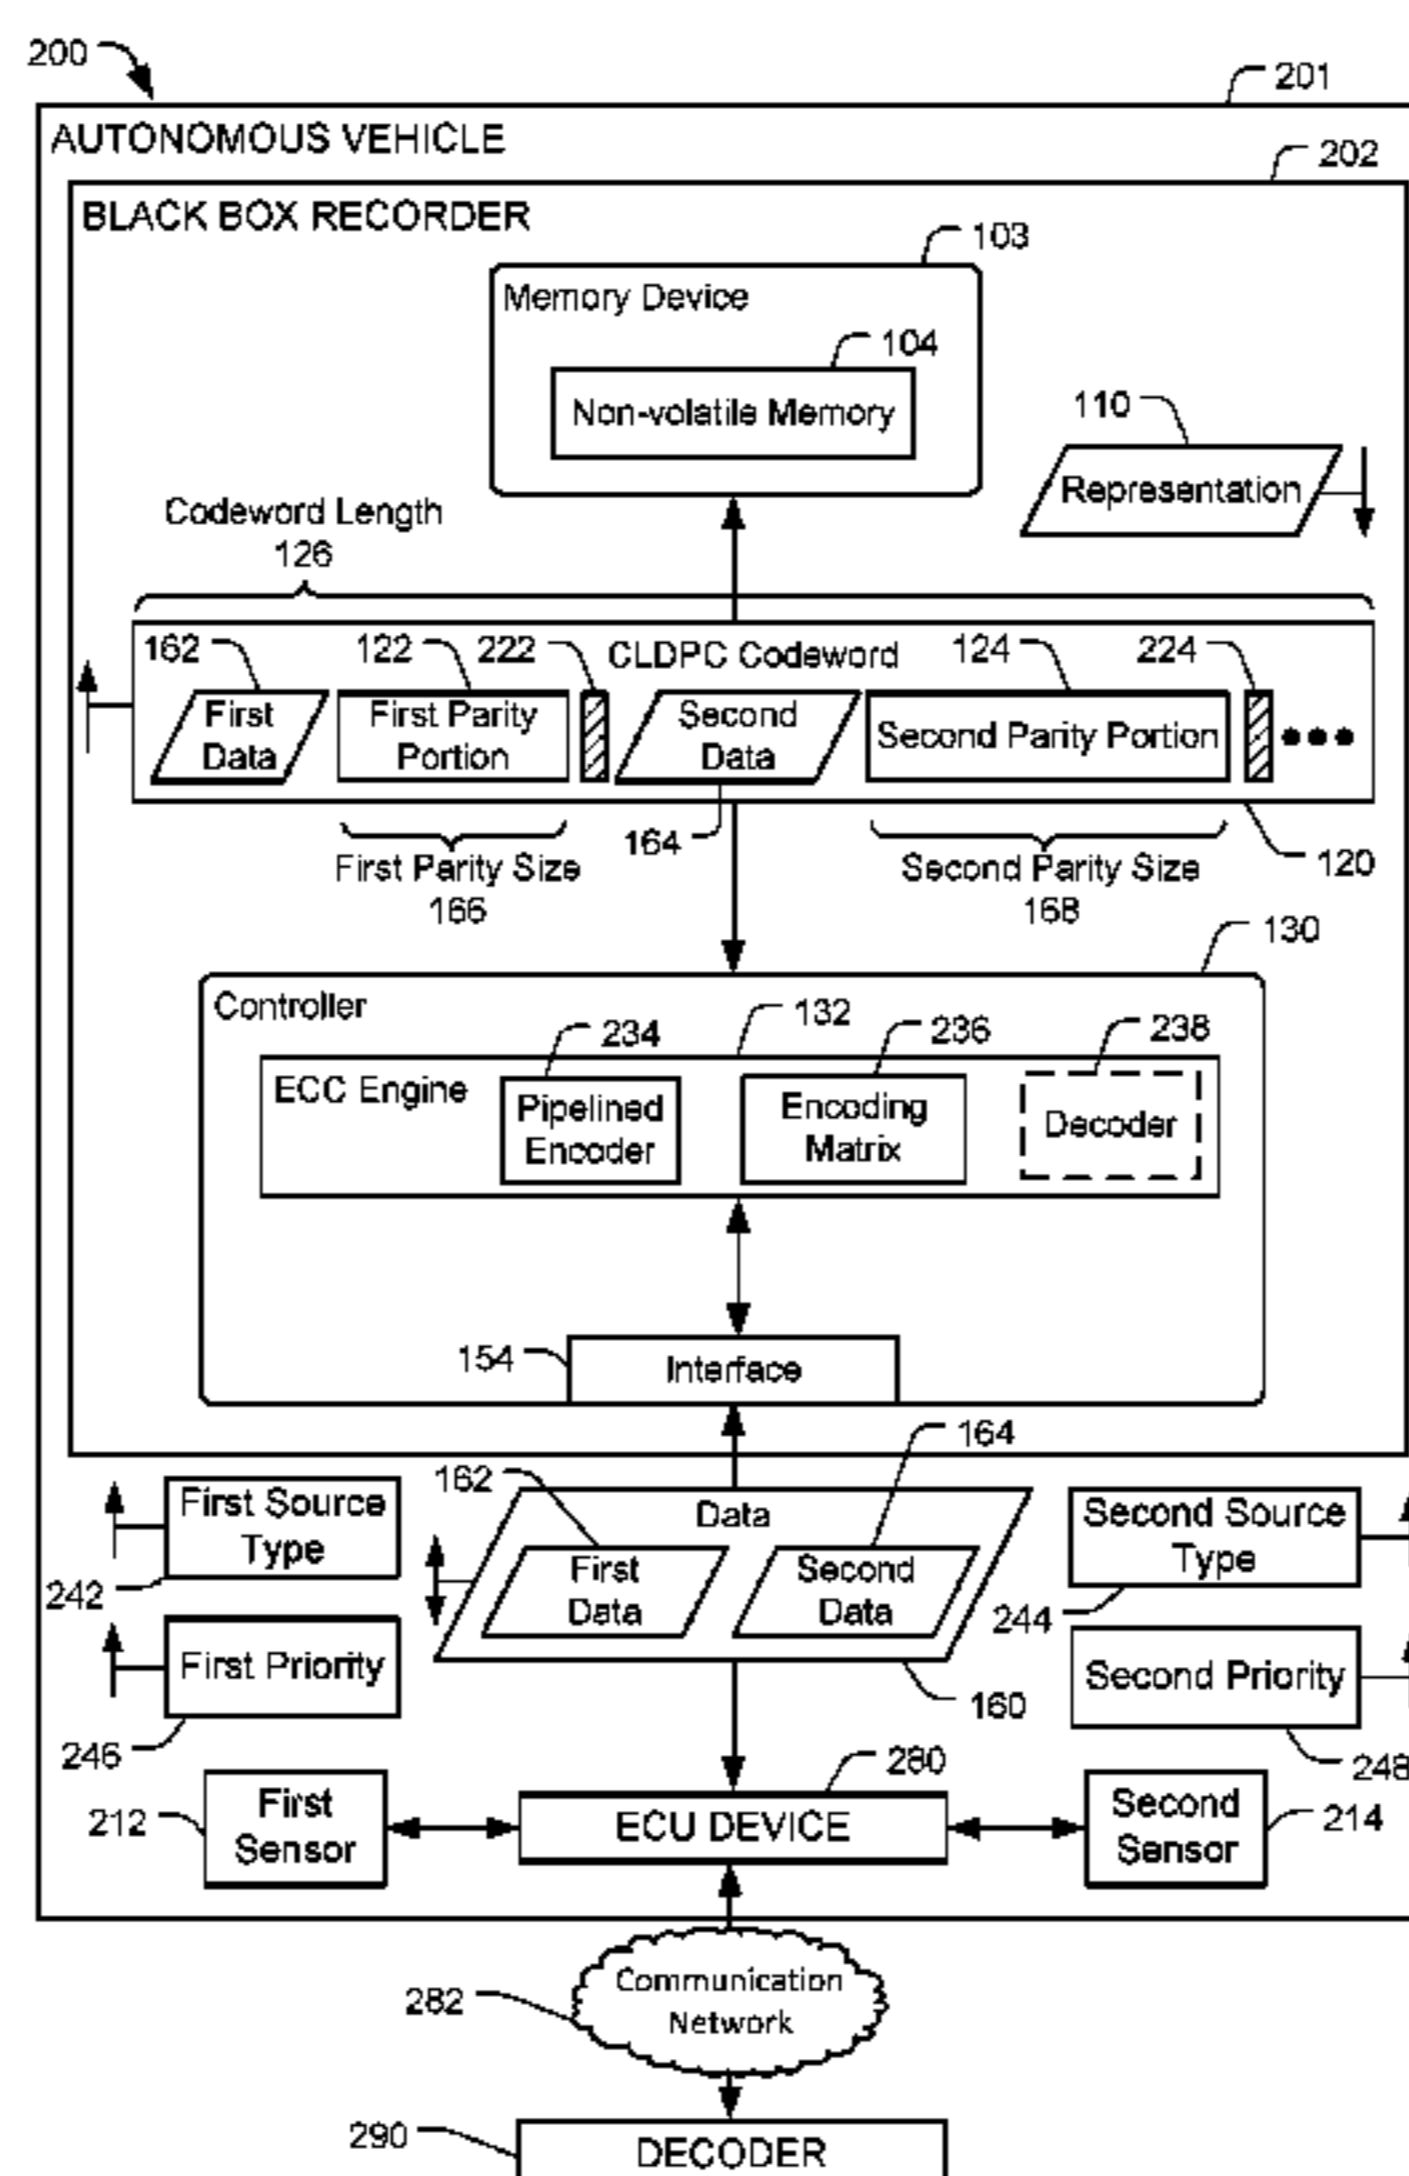 200
201
AUTONOMOUS VEHICLE
202
BLACK BOX RECORDER
103
Memory Device
104
Non-volatile Memory
110
Representation
Codeword Length
126
162
122
222
CLDPC Codeword
124
224
First
Data
First Parity
Portion
Second
Data
Second Parity Portion
164
120
First Parity Size
166
Second Parity Size
168
130
Controller
132
234
236
238
ECC Engine
Pipelined
Encoder
Encoding
Matrix
Decoder
154
Interface
162
164
First Source
Type
242
Data
First
Data
Second
Data
Second Source
Type
244
First Priority
246
160
Second Priority
248
280
212
First
Sensor
ECU DEVICE
Second
Sensor
214
282
Communication
Network
290
DECODER